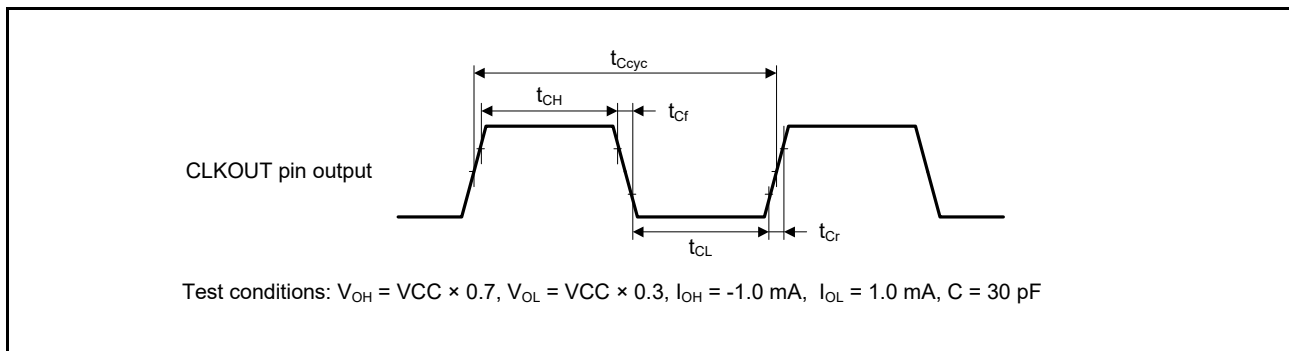 tCcyc
tCH
tCf
CLKOUT pin output
tCL
tCr
Test conditions: VOH = VCC × 0.7, VOL = VCC × 0.3, IOH = -1.0 mA, IOL = 1.0 mA, C = 30 pF